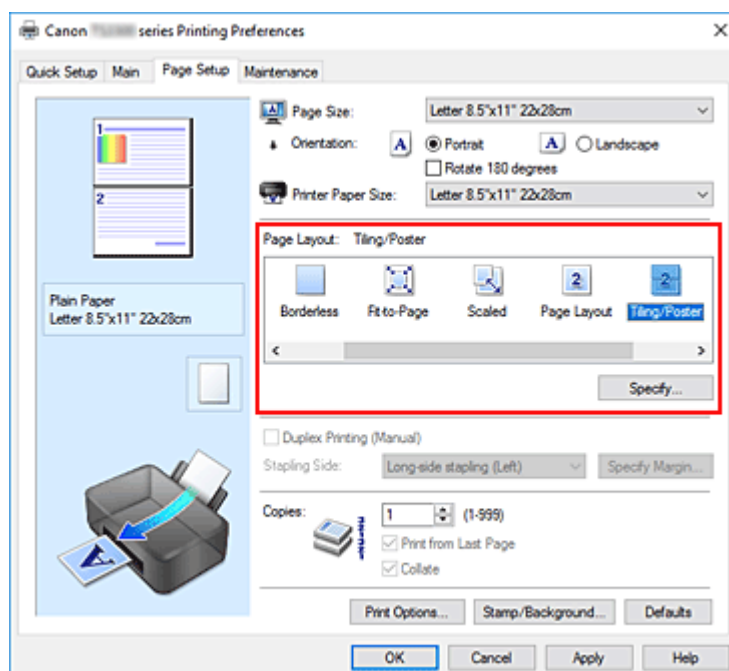 Canon series Printing Preferences
Quick Setup Main Page Setup Maintenance
1
2
Plain Paper
Letter 8.5"x11" 22x28cm
A
Page Size: Letter 8.5"x11" 22x28cm
Orientation: A Portrait A Landscape
Rotate 180 degrees
Printer Paper Size: Letter 8.5"x11" 22x28cm
Page Layout: Tiling/Poster
2 2
Borderless Fit-to-Page Scaled Page Layout Tiling/Poster
Specify...
Duplex Printing (Manual)
Stapling Side: Long-side stapling (Left) Specify Margin...
Copies: 1 (1-999)
Print from Last Page
Collate
Print Options... Stamp/Background... Defaults
OK Cancel Apply Help